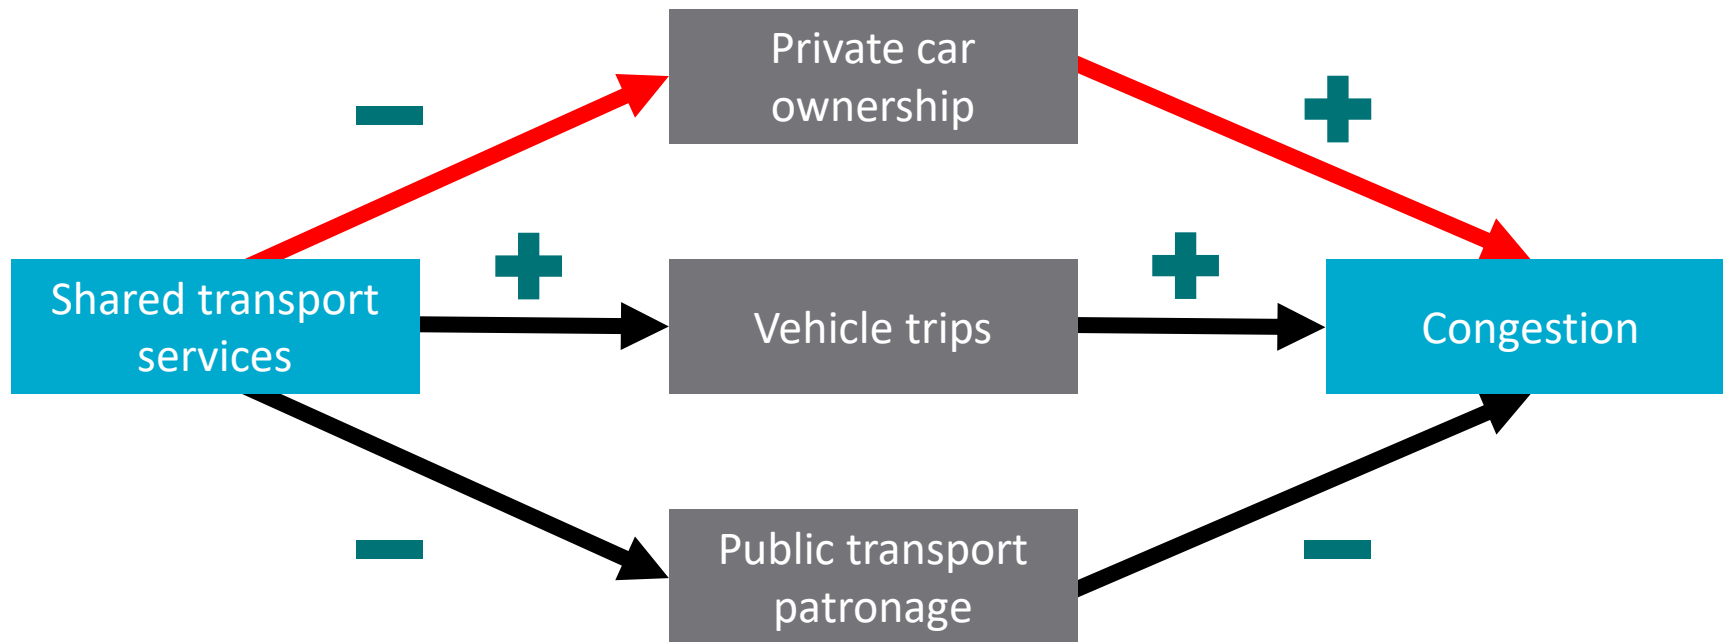 Private car
ownership
Shared transport
services
Vehicle trips
Congestion
Public transport
patronage